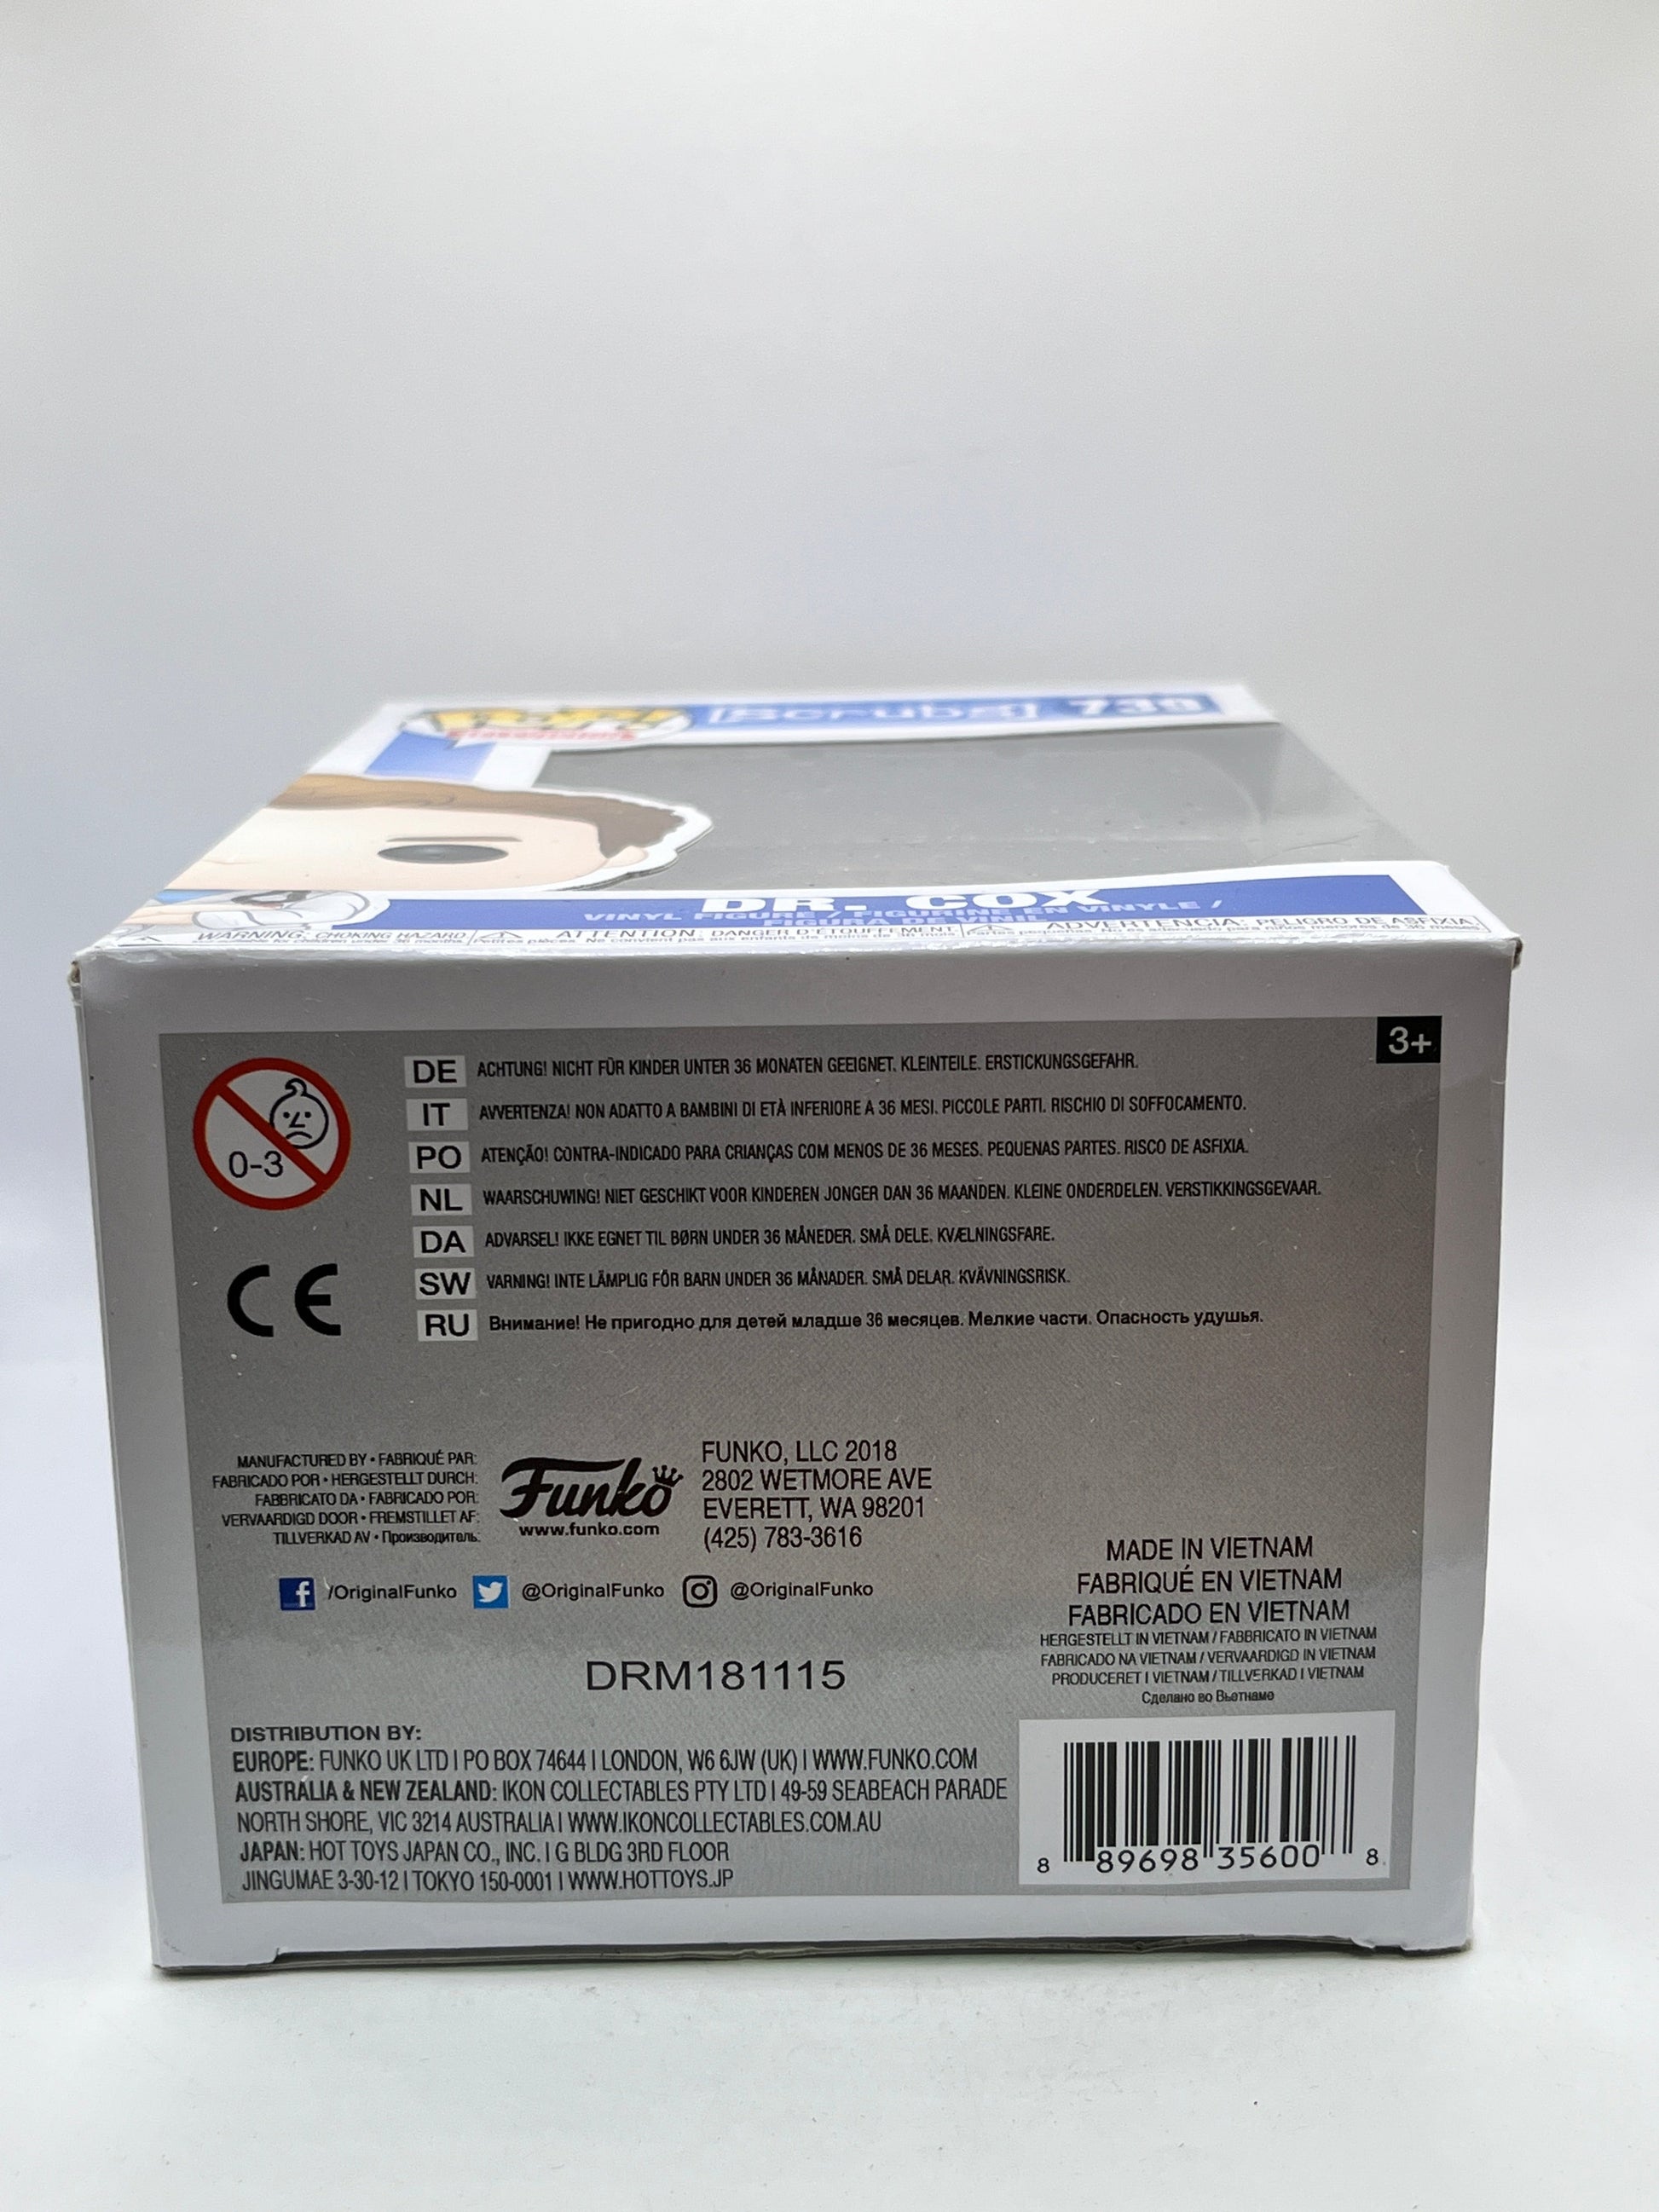 POP!
[scrubs] 739
DR. COX
VINYL FIGURE / FIGURINE EN VINYLE /
FIGURA DE VINIL
WARNING: CHOKING HAZARD ATTENTION: DANGER D'ÉTOUFFEMENT ADVERTENCIA: PELIGRO DE ASFIXIA
3+
0-3
DE ACHTUNG! NICHT FÜR KINDER UNTER 36 MONATEN GEEIGNET. KLEINTEILE. ERSTICKUNGSGEFAHR.
IT AVVERTENZA! NON ADATTO A BAMBINI DI ETÀ INFERIORE A 36 MESI. PICCOLE PARTI. RISCHIO DI SOFFOCAMENTO.
PO ATENÇÃO! CONTRA-INDICADO PARA CRIANÇAS COM MENOS DE 36 MESES. PEQUENAS PARTES. RISCO DE ASFIXIA.
NL WAARSCHUWING! NIET GESCHIKT VOOR KINDEREN JONGER DAN 36 MAANDEN. KLEINE ONDERDELEN. VERSTIKKINGSGEVAAR.
DA ADVARSEL! IKKE EGNET TIL BØRN UNDER 36 MÅNEDER. SMÅ DELE. KVÆLNINGSFARE.
SW VARNING! INTE LÄMPLIG FÖR BARN UNDER 36 MÅNADER. SMÅ DELAR. KVÄVNINGSRISK.
RU Внимание! Не пригодно для детей младше 36 месяцев. Мелкие части. Опасность удушья.
CE
MANUFACTURED BY • FABRIQUÉ PAR:
FABRICADO POR • HERGESTELLT DURCH:
FABBRICATO DA • FABRICADO POR:
VERVAARDIGD DOOR • FREMSTILLET AF:
TILLVERKAD AV • Производитель:
Funko
www.funko.com
FUNKO, LLC 2018
2802 WETMORE AVE
EVERETT, WA 98201
(425) 783-3616
/OriginalFunko @OriginalFunko @OriginalFunko
MADE IN VIETNAM
FABRIQUÉ EN VIETNAM
FABRICADO EN VIETNAM
HERGESTELLT IN VIETNAM / FABBRICATO IN VIETNAM
FABRICADO NA VIETNAM / VERVAARDIGD IN VIETNAM
PRODUCERET I VIETNAM / TILLVERKAD I VIETNAM
Сделано во Вьетнаме
DRM181115
DISTRIBUTION BY:
EUROPE: FUNKO UK LTD | PO BOX 74644 | LONDON, W6 6JW (UK) | WWW.FUNKO.COM
AUSTRALIA & NEW ZEALAND: IKON COLLECTABLES PTY LTD | 49-59 SEABEACH PARADE
NORTH SHORE, VIC 3214 AUSTRALIA | WWW.IKONCOLLECTABLES.COM.AU
JAPAN: HOT TOYS JAPAN CO., INC. | G BLDG 3RD FLOOR
JINGUMAE 3-30-12 | TOKYO 150-0001 | WWW.HOTTOYS.JP
8 89698 35600 8